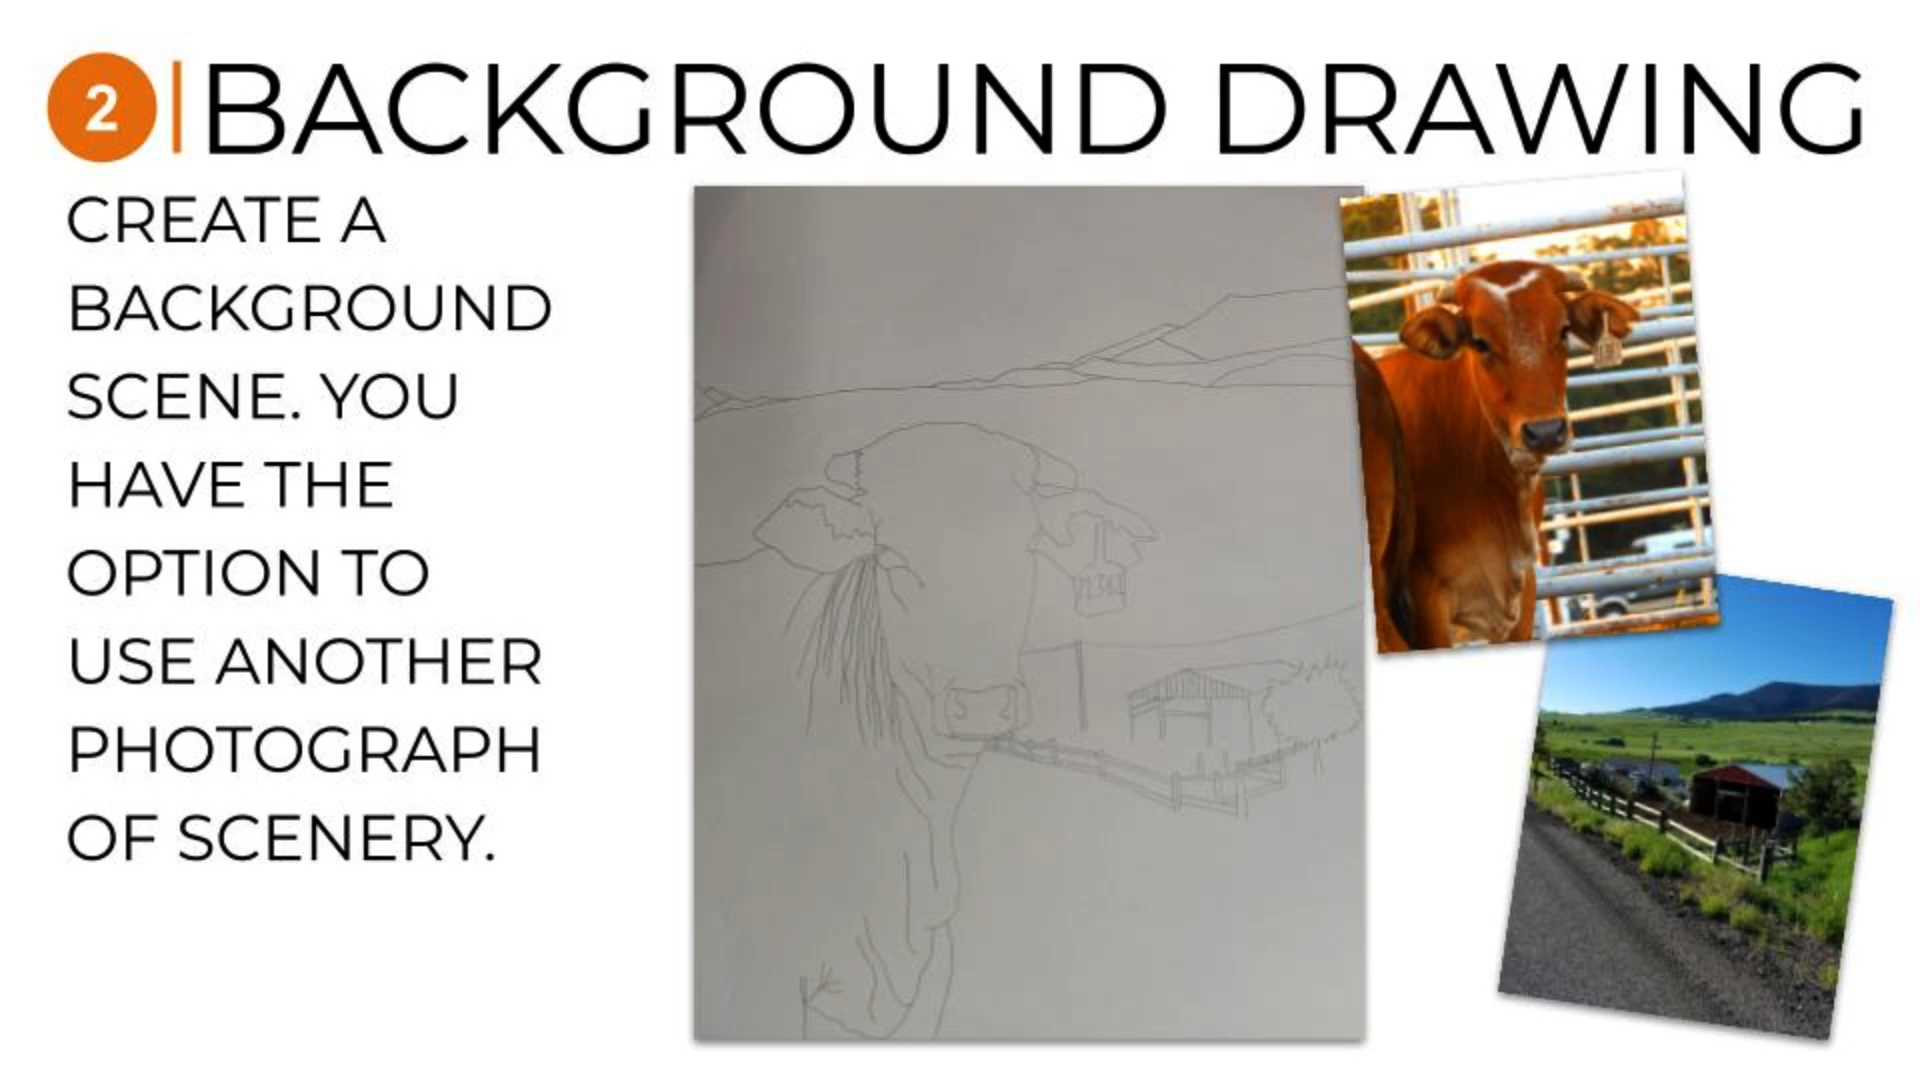 2 BACKGROUND DRAWING
CREATE A
BACKGROUND
SCENE. YOU
HAVE THE
OPTION TO
USE ANOTHER
PHOTOGRAPH
OF SCENERY.